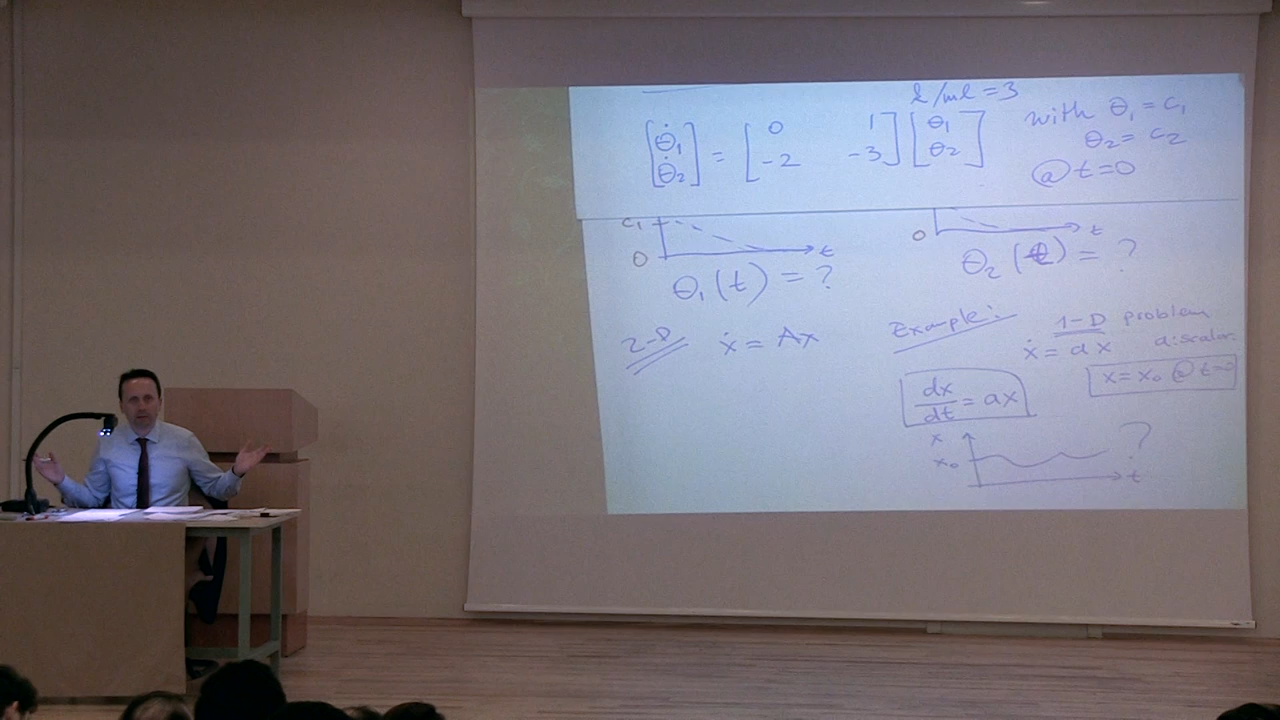 k/ml = 3
[θ̇₁ θ̇₂] = [0 1 -2 -3] [θ₁ θ₂]
with θ₁ = c₁
θ₂ = c₂
@ t=0
c₁
0
t
θ₁(t) = ?
0
t
θ₂(t) = ?
2-D ẋ = Ax
Example: 1-D problem
ẋ = ax a:scalar
x = x₀ @ t=0
dx/dt = ax
x
x₀
?
t